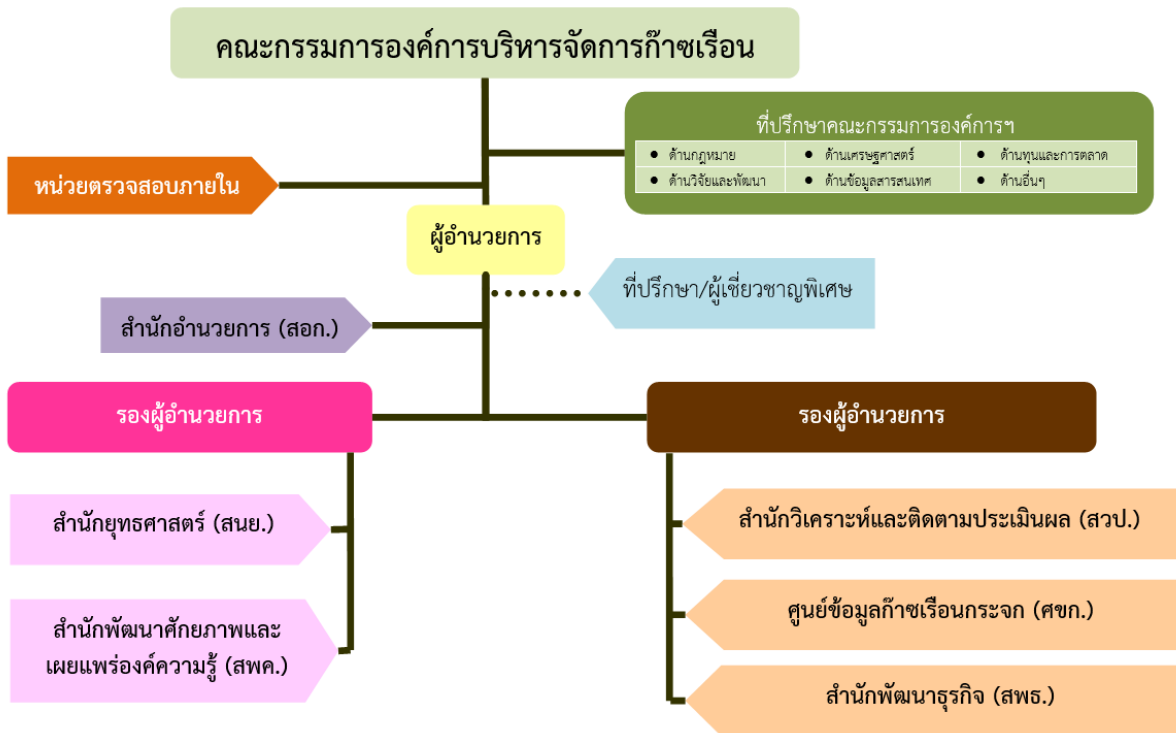 คณะกรรมการองค์การบริหารจัดการก๊าซเรือน
ที่ปรึกษาคณะกรรมการองค์การฯ
● ด้านกฎหมาย ● ด้านเศรษฐศาสตร์ ● ด้านทุนและการตลาด
● ด้านวิจัยและพัฒนา ● ด้านข้อมูลสารสนเทศ ● ด้านอื่นๆ
หน่วยตรวจสอบภายใน
ผู้อำนวยการ
ที่ปรึกษา/ผู้เชี่ยวชาญพิเศษ
สำนักอำนวยการ (สอก.)
รองผู้อำนวยการ
รองผู้อำนวยการ
สำนักยุทธศาสตร์ (สนย.)
สำนักพัฒนาศักยภาพและ
เผยแพร่องค์ความรู้ (สพค.)
สำนักวิเคราะห์และติดตามประเมินผล (สวป.)
ศูนย์ข้อมูลก๊าซเรือนกระจก (ศขก.)
สำนักพัฒนาธุรกิจ (สพธ.)